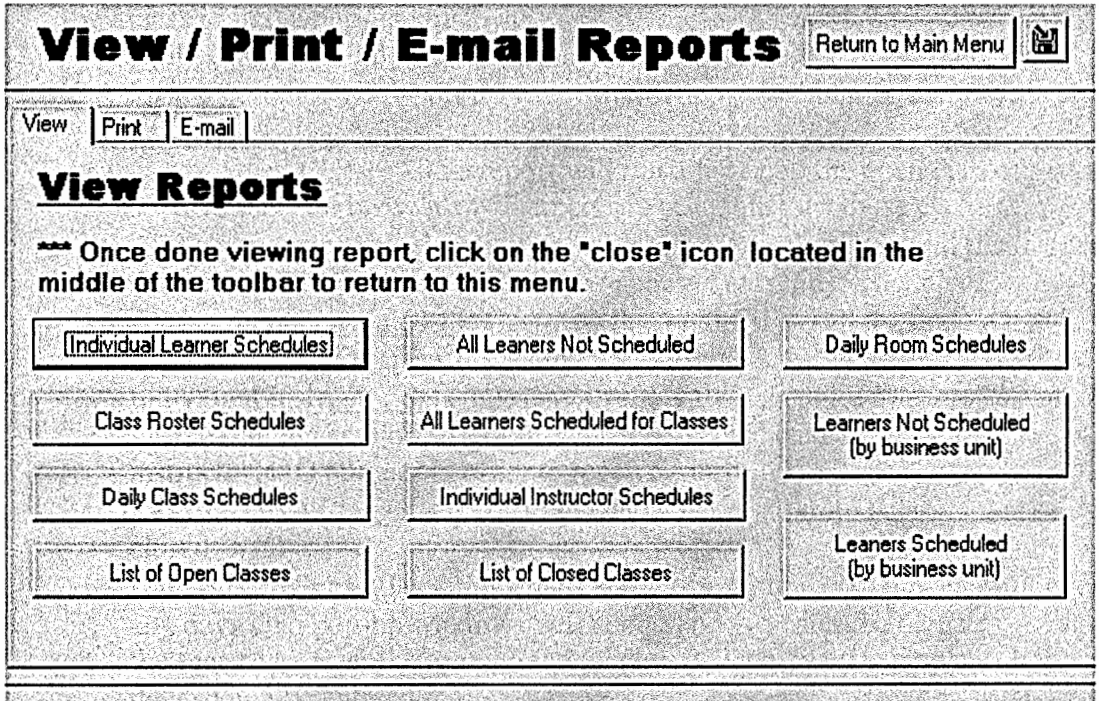 View / Print / E-mail Reports
Return to Main Menu
View
Print
E-mail
View Reports
*** Once done viewing report, click on the "close" icon located in the
middle of the toolbar to return to this menu.
Individual Learner Schedules
All Leaners Not Scheduled
Daily Room Schedules
Class Roster Schedules
All Learners Scheduled for Classes
Learners Not Scheduled
(by business unit)
Daily Class Schedules
Individual Instructor Schedules
Leaners Scheduled
(by business unit)
List of Open Classes
List of Closed Classes